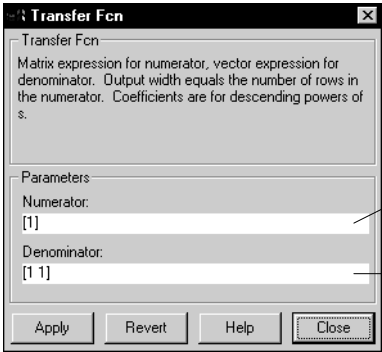 Transfer Fcn
Transfer Fcn
Matrix expression for numerator, vector expression for
denominator. Output width equals the number of rows in
the numerator. Coefficients are for descending powers of
s.
Parameters
Numerator:
[1]
Denominator:
[1 1]
Apply Revert Help Close